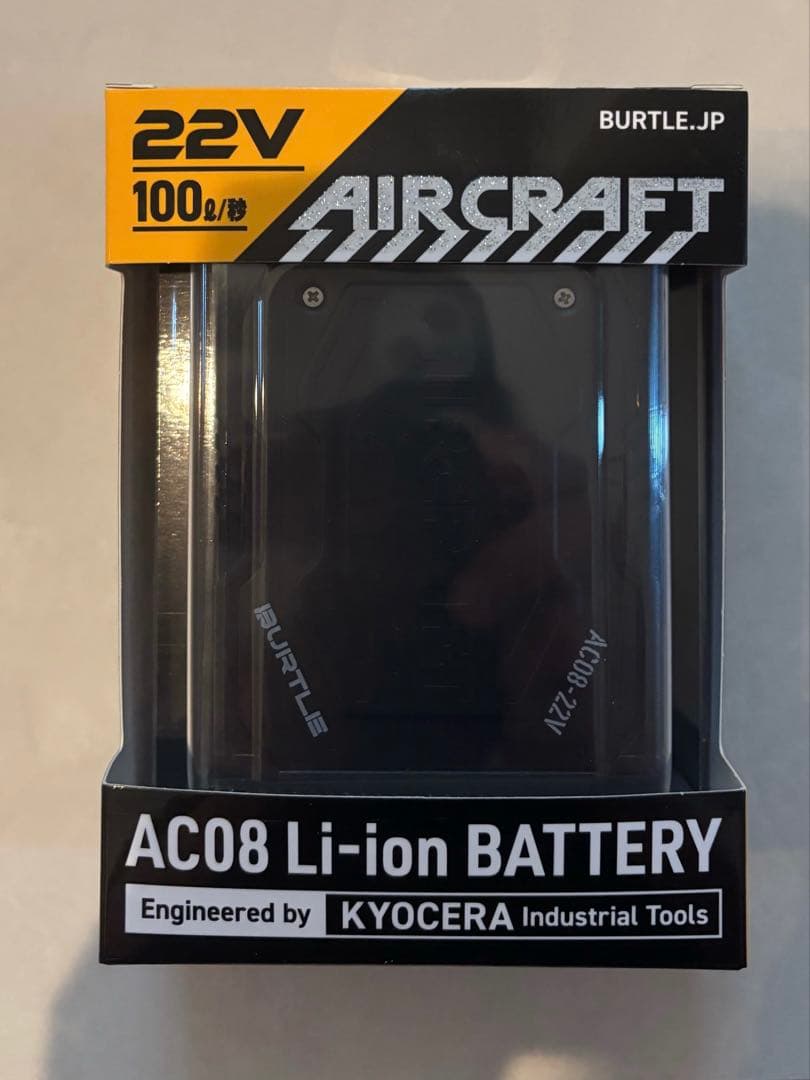 22V
100ℓ/秒
BURTLE.JP
AIRCRAFT
BURTLE
AC08-22V
AC08 Li-ion BATTERY
Engineered by KYOCERA Industrial Tools